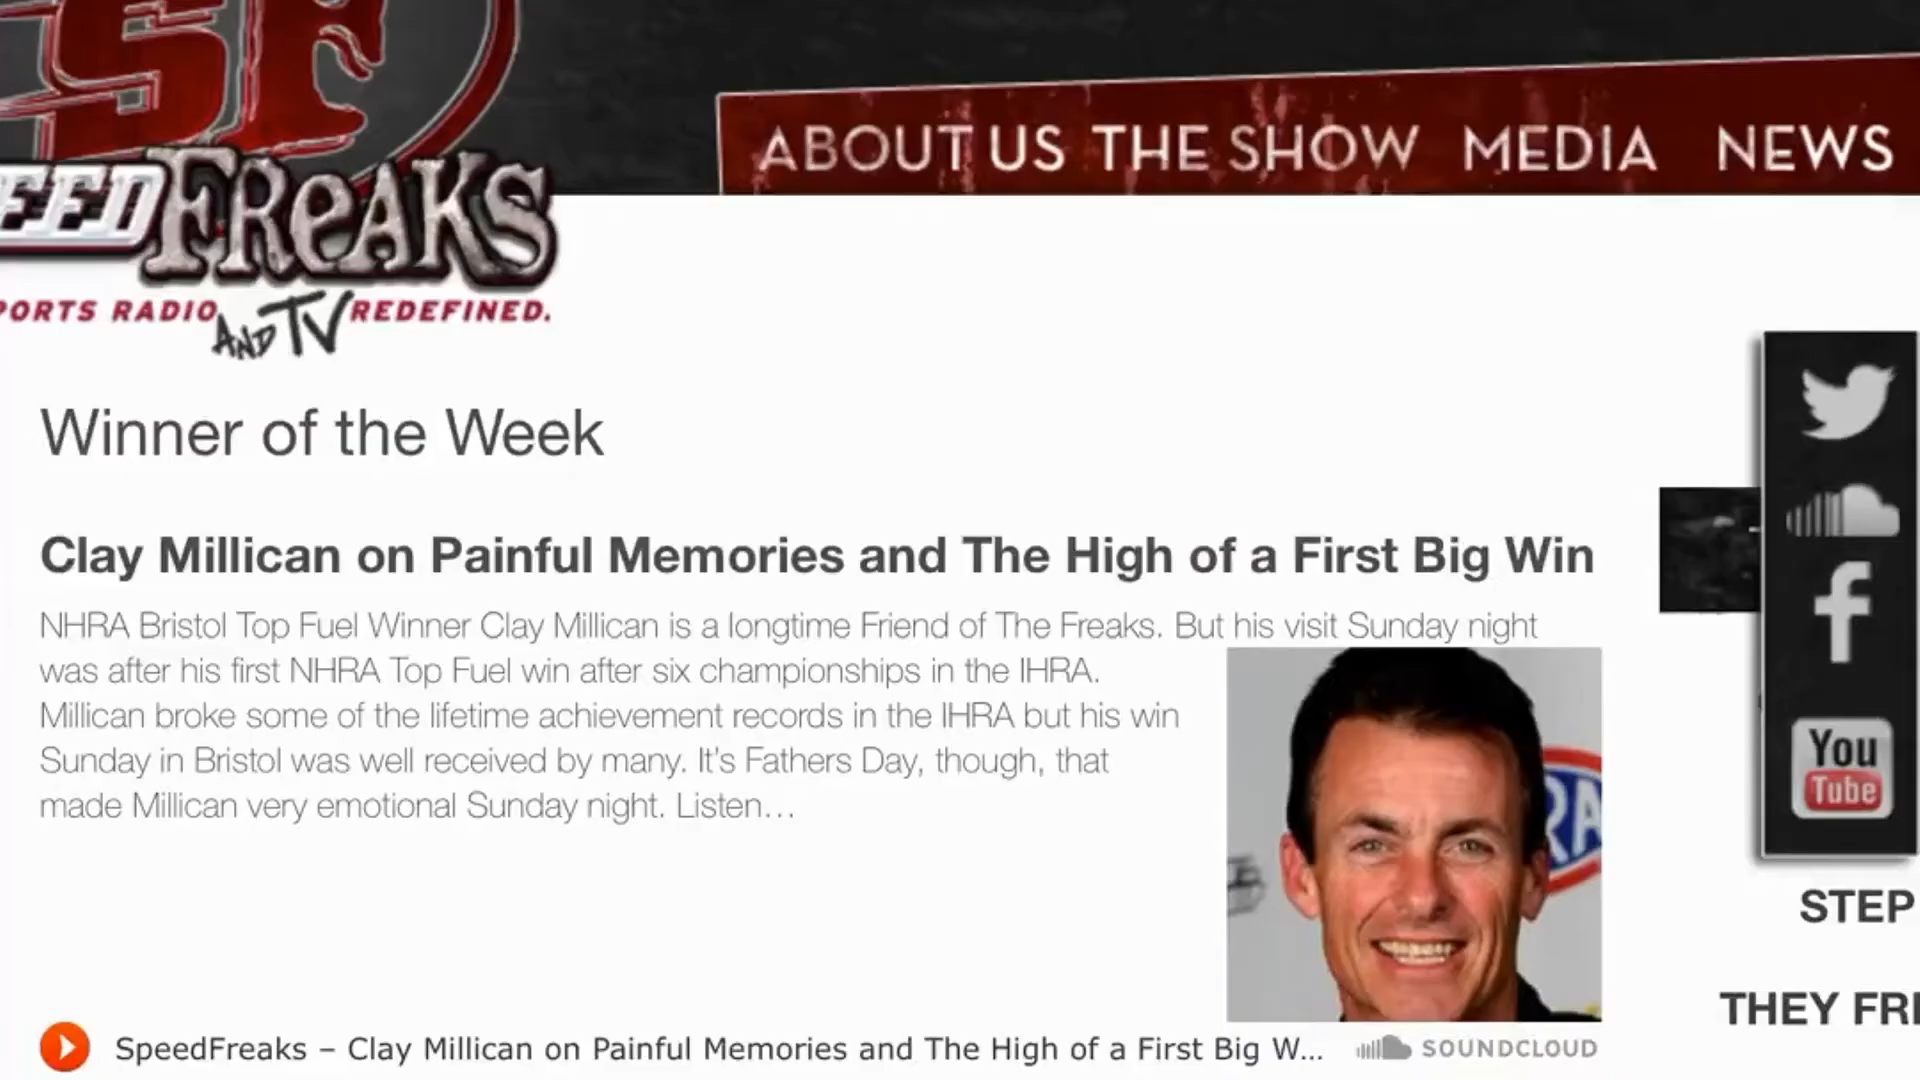 SF
ABOUT US THE SHOW MEDIA NEWS
EED FREAKS
PORTS RADIO AND TV REDEFINED.
Winner of the Week
Clay Millican on Painful Memories and The High of a First Big Win
NHRA Bristol Top Fuel Winner Clay Millican is a longtime Friend of The Freaks. But his visit Sunday night
was after his first NHRA Top Fuel win after six championships in the IHRA.
Millican broke some of the lifetime achievement records in the IHRA but his win
Sunday in Bristol was well received by many. It's Fathers Day, though, that
made Millican very emotional Sunday night. Listen…
RA
You
Tube
STEP
THEY FRE
SpeedFreaks – Clay Millican on Painful Memories and The High of a First Big W...
SOUNDCLOUD